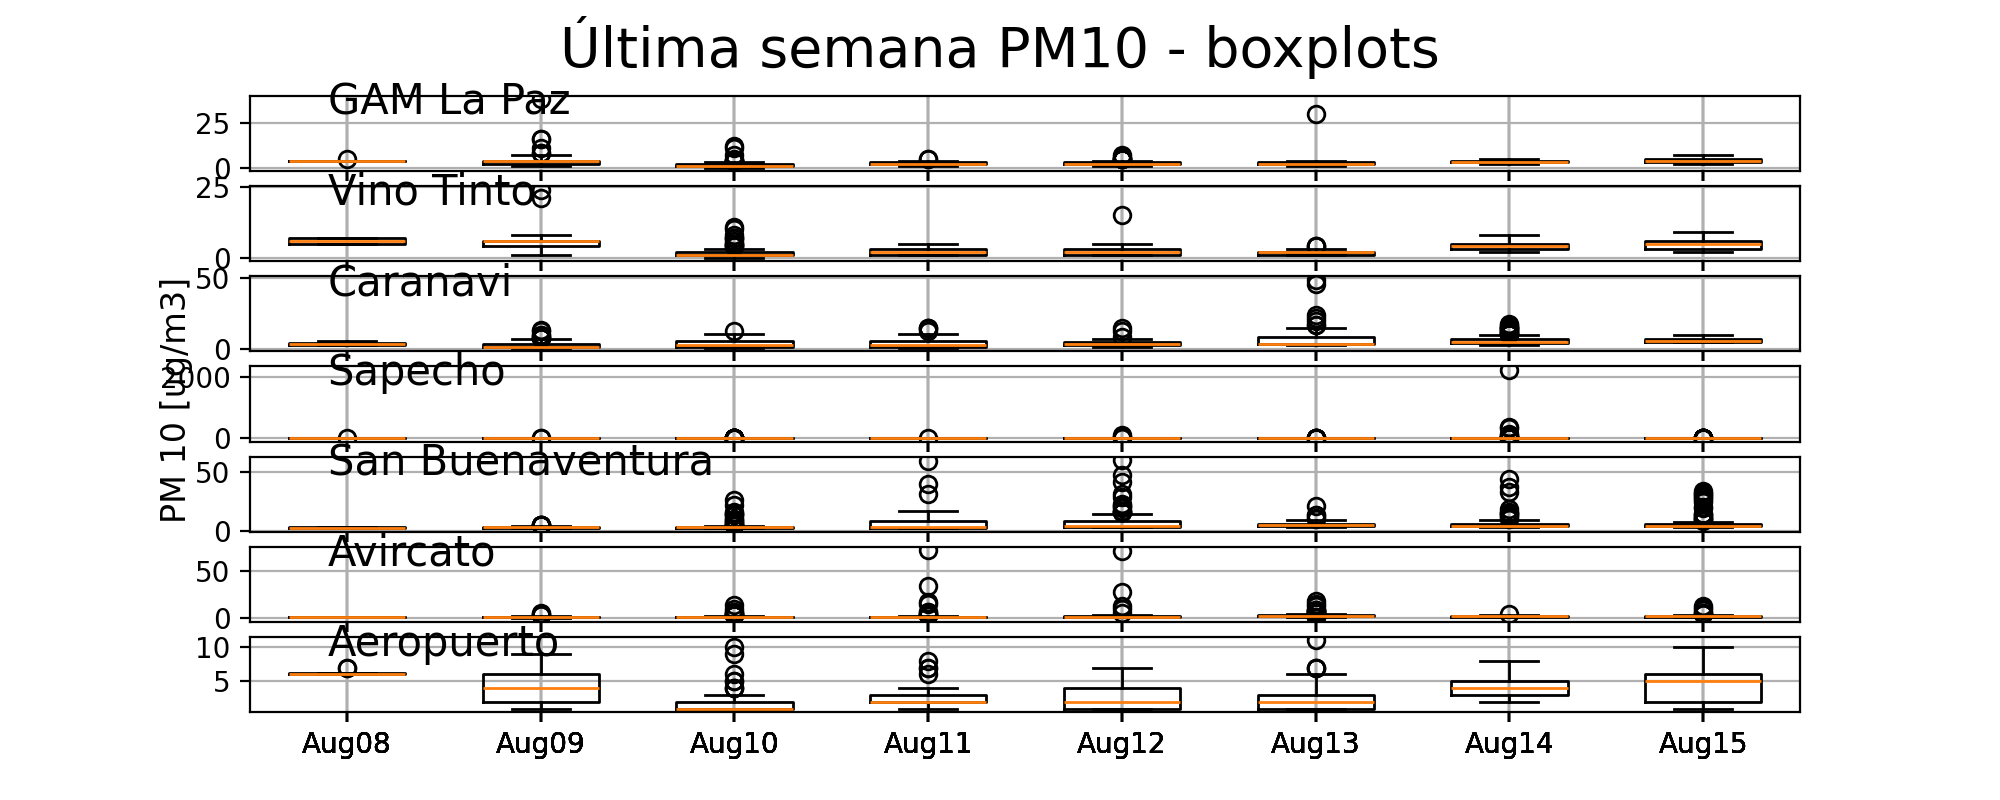 Última semana PM10 - boxplots
GAM La Paz
25
0
Vino Tinto
25
0
Caranavi
50
0
Sapecho
2000
0
San Buenaventura
50
0
Avircato
50
0
Aeropuerto
10
5
PM 10 [ug/m3]
Aug08 Aug09 Aug10 Aug11 Aug12 Aug13 Aug14 Aug15